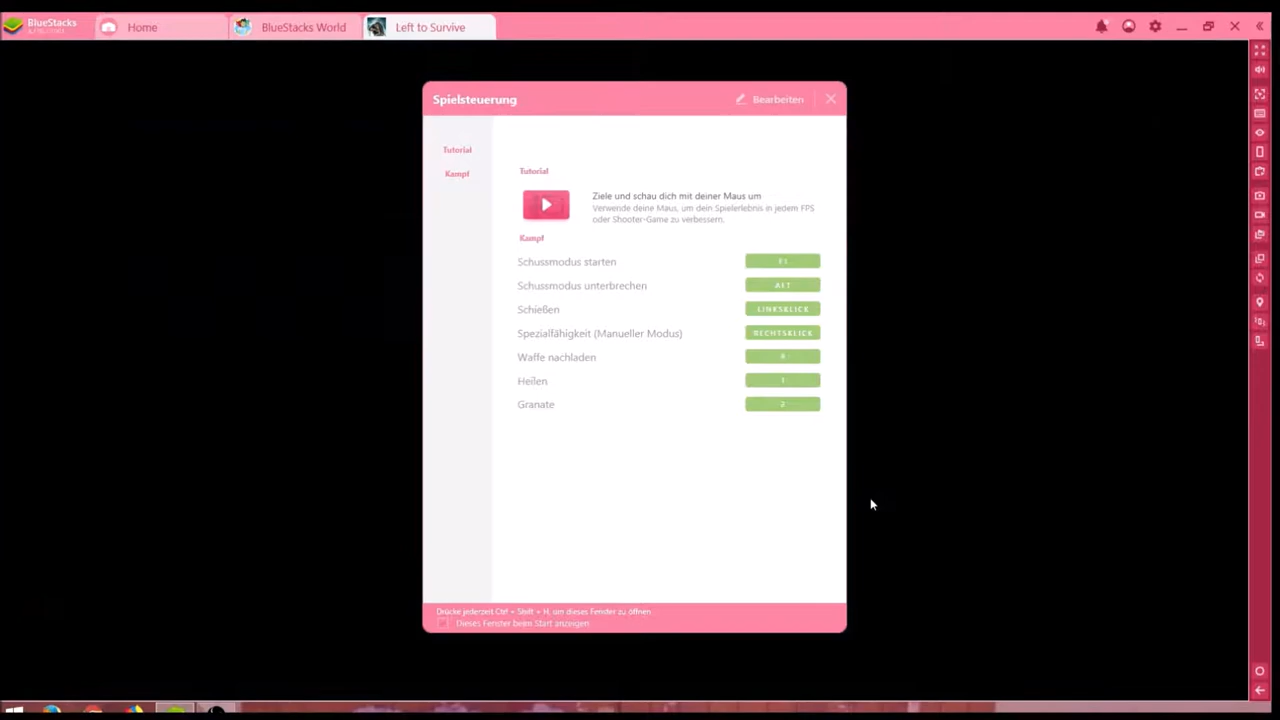 BlueStacks
Home
BlueStacks World
Left to Survive
Spielsteuerung
Bearbeiten
Tutorial
Kampf
Tutorial
Ziele und schau dich mit deiner Maus um
Verwende deine Maus, um dein Spielerlebnis in jedem FPS
oder Shooter-Game zu verbessern.
Kampf
Schussmodus starten F1
Schussmodus unterbrechen ALT
Schießen LINKSKLICK
Spezialfähigkeit (Manueller Modus) RECHTSKLICK
Waffe nachladen
Heilen 1
Granate 2
Drücke jederzeit Ctrl + Shift + H, um dieses Fenster zu öffnen
Dieses Fenster beim Start anzeigen